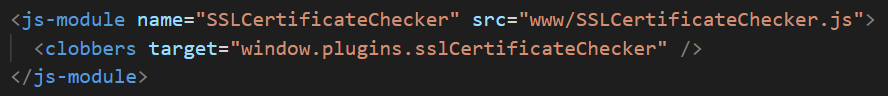 <js-module name="SSLCertificateChecker" src="www/SSLCertificateChecker.js">
<clobbers target="window.plugins.sslCertificateChecker" />
</js-module>